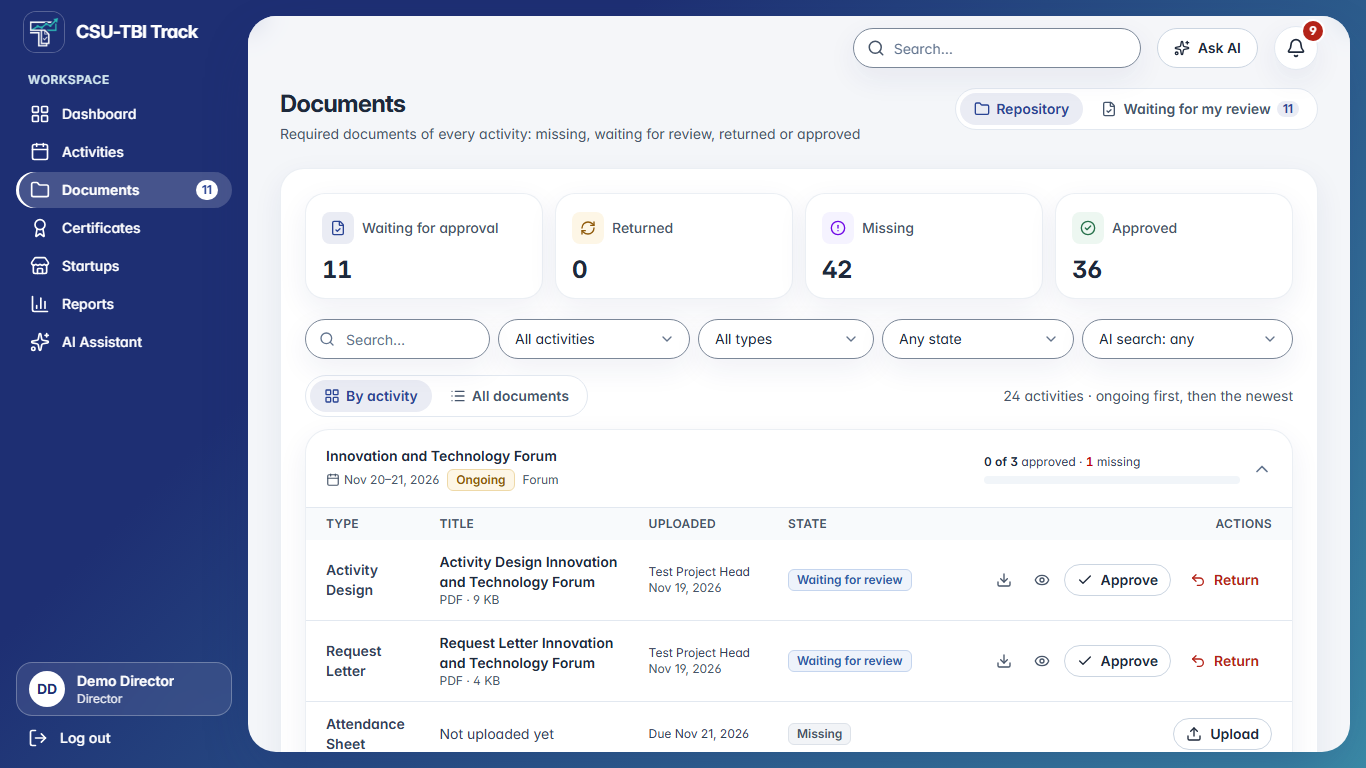 CSU-TBI Track
WORKSPACE
Dashboard
Activities
Documents 11
Certificates
Startups
Reports
AI Assistant
DD
Demo Director
Director
Log out
Search...
Ask AI
9
Documents
Required documents of every activity: missing, waiting for review, returned or approved
Repository
Waiting for my review 11
Waiting for approval
11
Returned
0
Missing
42
Approved
36
Search...
All activities
All types
Any state
AI search: any
By activity
All documents
24 activities · ongoing first, then the newest
Innovation and Technology Forum
Nov 20–21, 2026 Ongoing Forum
0 of 3 approved · 1 missing
TYPE TITLE UPLOADED STATE ACTIONS
Activity
Design
Activity Design Innovation
and Technology Forum
PDF · 9 KB
Test Project Head
Nov 19, 2026
Waiting for review
Approve
Return
Request
Letter
Request Letter Innovation
and Technology Forum
PDF · 4 KB
Test Project Head
Nov 19, 2026
Waiting for review
Approve
Return
Attendance
Sheet
Not uploaded yet
Due Nov 21, 2026
Missing
Upload